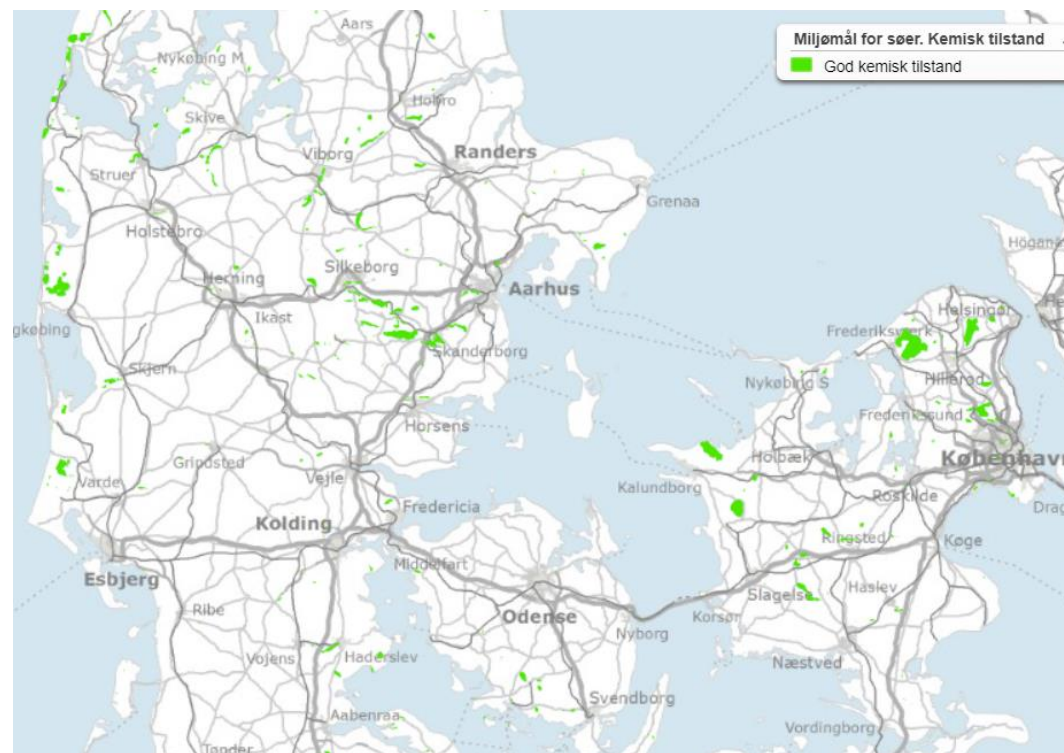 Miljømål for søer. Kemisk tilstand
God kemisk tilstand
Aars
Nykøbing M
Hobro
Skive
Viborg
Randers
Struer
Grenaa
Holstebro
Silkeborg
Herning
Aarhus
Ikast
Skanderborg
Helsingør
Frederiksværk
Skjern
Nykøbing S
Hillerød
Frederikssund
Horsens
Holbæk
København
Grindsted
Varde
Vejle
Kalundborg
Roskilde
Fredericia
Kolding
Ringsted
Køge
Middelfart
Esbjerg
Slagelse
Haslev
Ribe
Odense
Korsør
Nyborg
Vojens
Haderslev
Næstved
Svendborg
Aabenraa
Vordingborg
Tønder